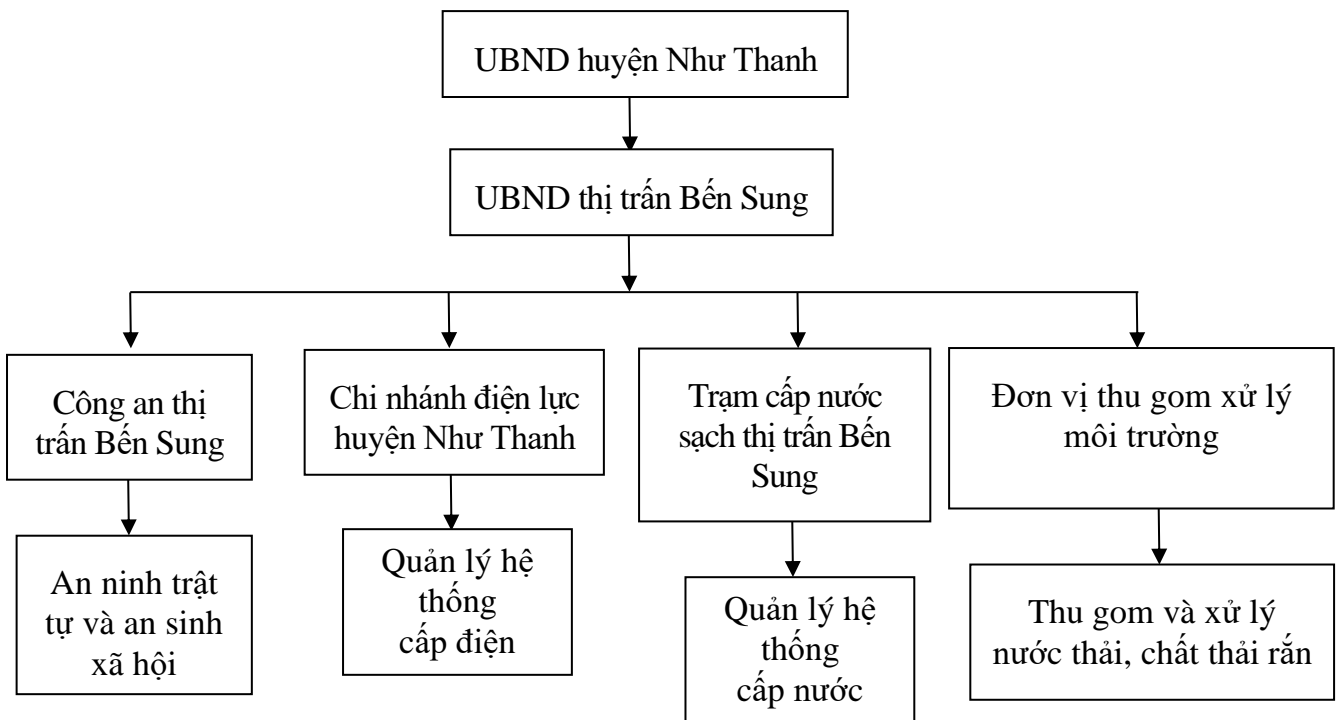 UBND huyện Như Thanh
UBND thị trấn Bến Sung
Công an thị
trấn Bến Sung
Chi nhánh điện lực
huyện Như Thanh
Trạm cấp nước
sạch thị trấn Bến
Sung
Đơn vị thu gom xử lý
môi trường
An ninh trật
tự và an sinh
xã hội
Quản lý hệ
thống
cấp điện
Quản lý hệ
thống
cấp nước
Thu gom và xử lý
nước thải, chất thải rắn